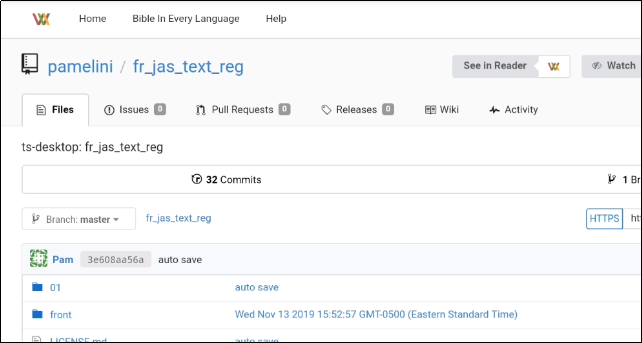 Home Bible In Every Language Help
pamelini / fr_jas_text_reg See in Reader Watch
Files Issues 0 Pull Requests 0 Releases 0 Wiki Activity
ts-desktop: fr_jas_text_reg
32 Commits 1 Br
Branch: master fr_jas_text_reg HTTPS ht
Pam 3e608aa56a auto save
01 auto save
front Wed Nov 13 2019 15:52:57 GMT-0500 (Eastern Standard Time)
LICENSE.md auto save